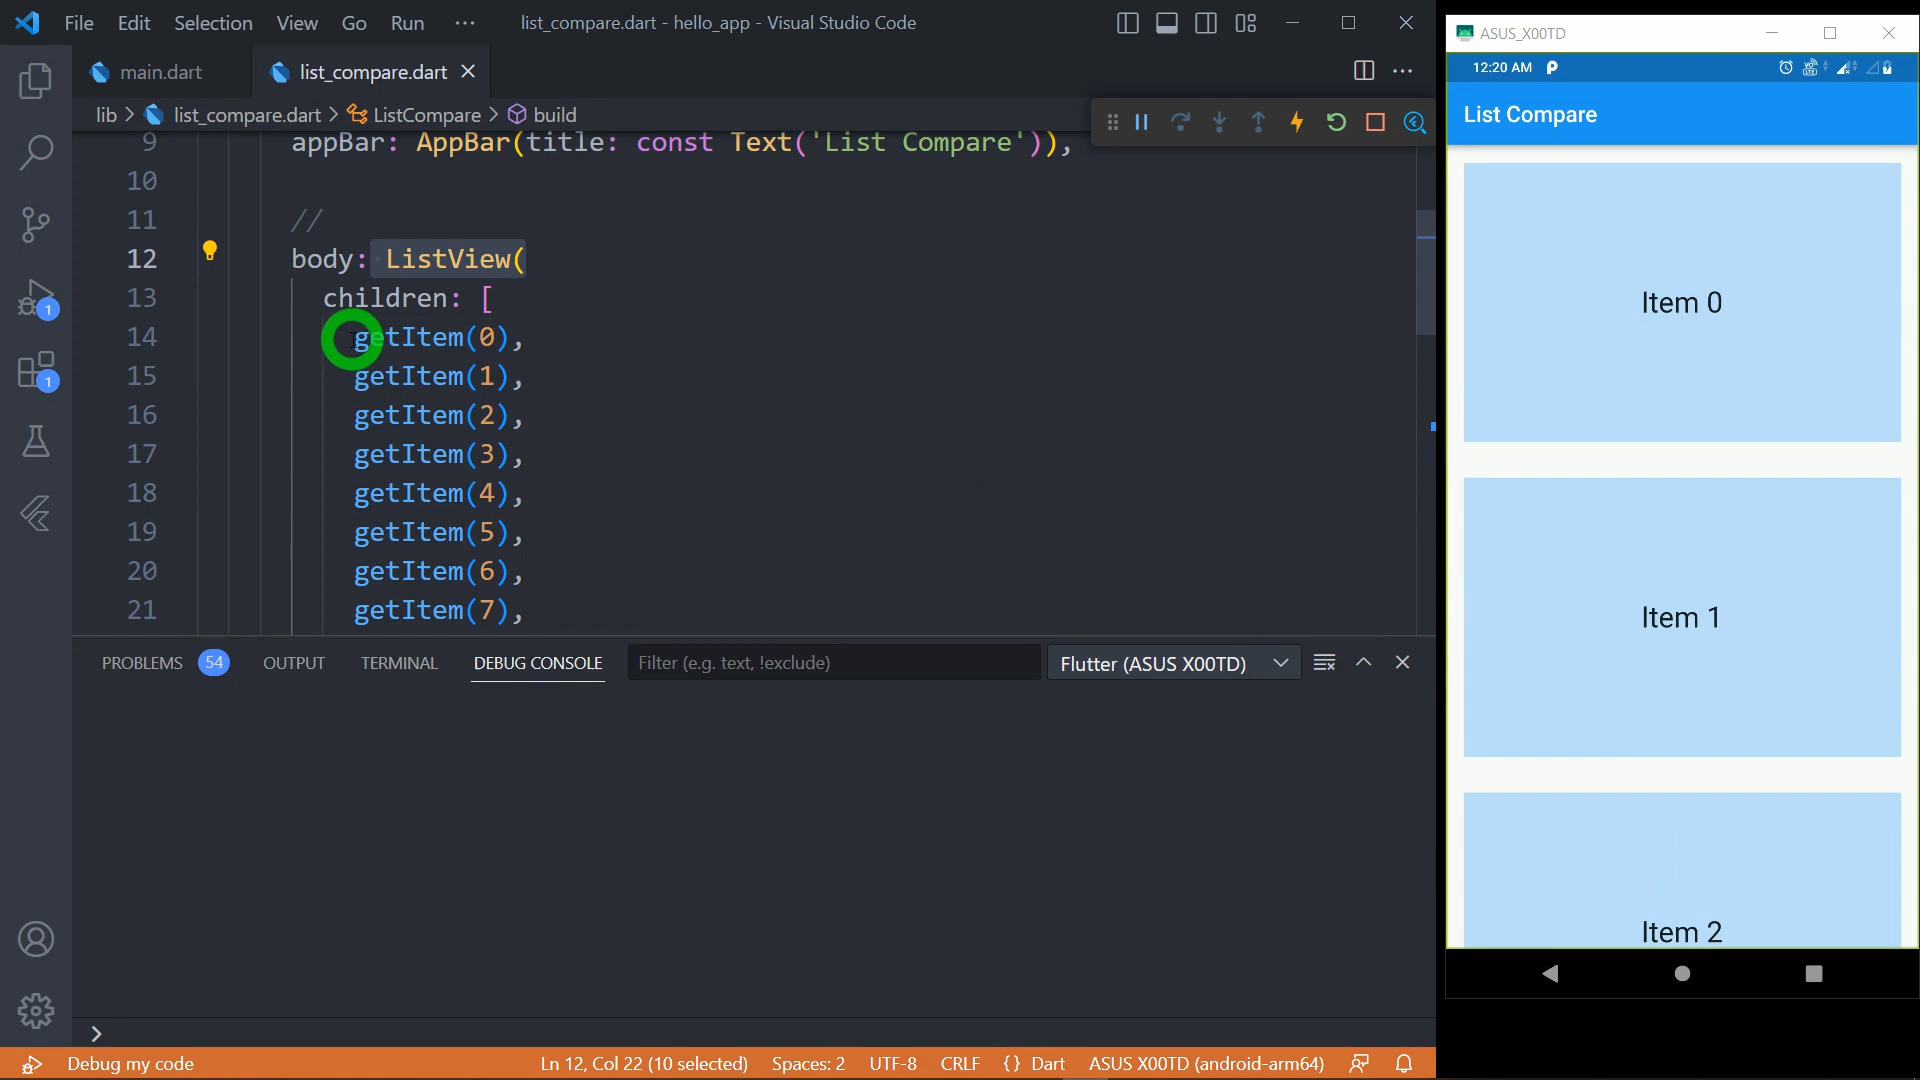 File Edit Selection View Go Run ··· list_compare.dart - hello_app - Visual Studio Code
main.dart list_compare.dart
lib > list_compare.dart > ListCompare > build
9 appBar: AppBar(title: const Text('List Compare')),
10
11 //
12 body: ListView(
13 children: [
14 getItem(0),
15 getItem(1),
16 getItem(2),
17 getItem(3),
18 getItem(4),
19 getItem(5),
20 getItem(6),
21 getItem(7),
1
1
PROBLEMS 54 OUTPUT TERMINAL DEBUG CONSOLE Filter (e.g. text, !exclude) Flutter (ASUS X00TD)
>
Debug my code Ln 12, Col 22 (10 selected) Spaces: 2 UTF-8 CRLF {} Dart ASUS X00TD (android-arm64)
ASUS_X00TD
12:20 AM
List Compare
Item 0
Item 1
Item 2